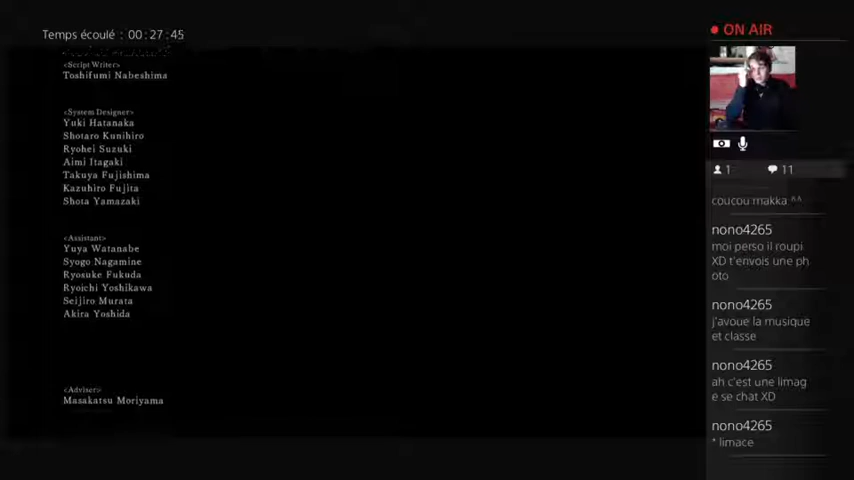 Temps écoulé : 00:27:45
<Script Writer>
Toshifumi Nabeshima
<System Designer>
Yuki Hatanaka
Shotaro Kunihiro
Ryohei Suzuki
Aimi Itagaki
Takuya Fujishima
Kazuhiro Fujita
Shota Yamazaki
<Assistant>
Yuya Watanabe
Syogo Nagamine
Ryosuke Fukuda
Ryoichi Yoshikawa
Seijiro Murata
Akira Yoshida
<Adviser>
Masakatsu Moriyama
ON AIR
1
11
coucou makka ^^
nono4265
moi perso il roupi
XD t'envois une ph
oto
nono4265
j'avoue la musique
et classe
nono4265
ah c'est une limag
e se chat XD
nono4265
* limace